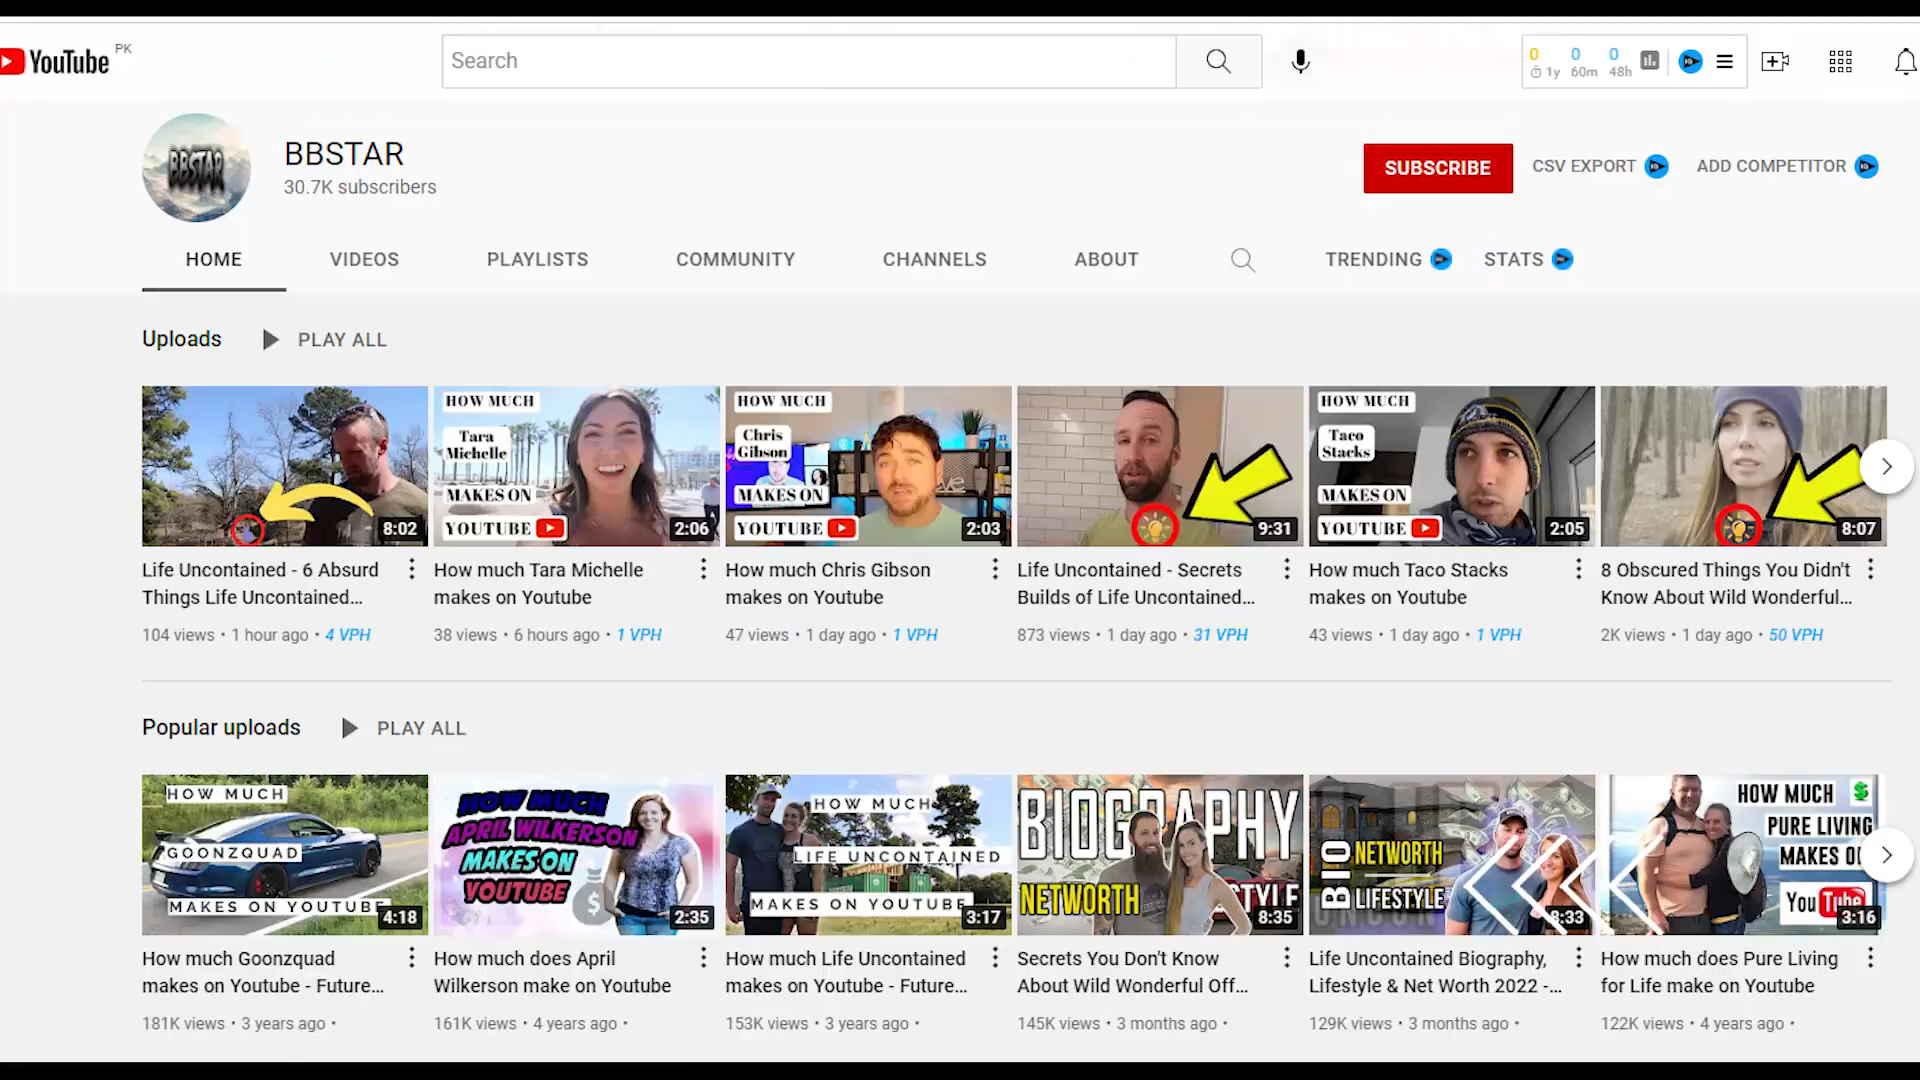 YouTube PK
Search
0 0 0
1y 60m 48h
BBSTAR
BBSTAR
30.7K subscribers
SUBSCRIBE
CSV EXPORT
ADD COMPETITOR
HOME VIDEOS PLAYLISTS COMMUNITY CHANNELS ABOUT TRENDING STATS
Uploads PLAY ALL
8:02
HOW MUCH
Tara
Michelle
MAKES ON
YOUTUBE
2:06
HOW MUCH
Chris
Gibson
MAKES ON
YOUTUBE
2:03
9:31
HOW MUCH
Taco
Stacks
MAKES ON
YOUTUBE
2:05
8:07
Life Uncontained - 6 Absurd
Things Life Uncontained...
104 views • 1 hour ago • 4 VPH
How much Tara Michelle
makes on Youtube
38 views • 6 hours ago • 1 VPH
How much Chris Gibson
makes on Youtube
47 views • 1 day ago • 1 VPH
Life Uncontained - Secrets
Builds of Life Uncontained...
873 views • 1 day ago • 31 VPH
How much Taco Stacks
makes on Youtube
43 views • 1 day ago • 1 VPH
8 Obscured Things You Didn't
Know About Wild Wonderful...
2K views • 1 day ago • 50 VPH
Popular uploads PLAY ALL
HOW MUCH
GOONZQUAD
MAKES ON YOUTUBE
4:18
HOW MUCH
APRIL WILKERSON
MAKES ON
YOUTUBE
2:35
HOW MUCH
LIFE UNCONTAINED
MAKES ON YOUTUBE
3:17
BIOGRAPHY
NETWORTH
STYLE
8:35
BIO
NETWORTH
LIFESTYLE
8:33
HOW MUCH
PURE LIVING
MAKES O
YouTube
3:16
How much Goonzquad
makes on Youtube - Future...
181K views • 3 years ago •
How much does April
Wilkerson make on Youtube
161K views • 4 years ago •
How much Life Uncontained
makes on Youtube - Future...
153K views • 3 years ago •
Secrets You Don't Know
About Wild Wonderful Off...
145K views • 3 months ago •
Life Uncontained Biography,
Lifestyle & Net Worth 2022 -...
129K views • 3 months ago •
How much does Pure Living
for Life make on Youtube
122K views • 4 years ago •